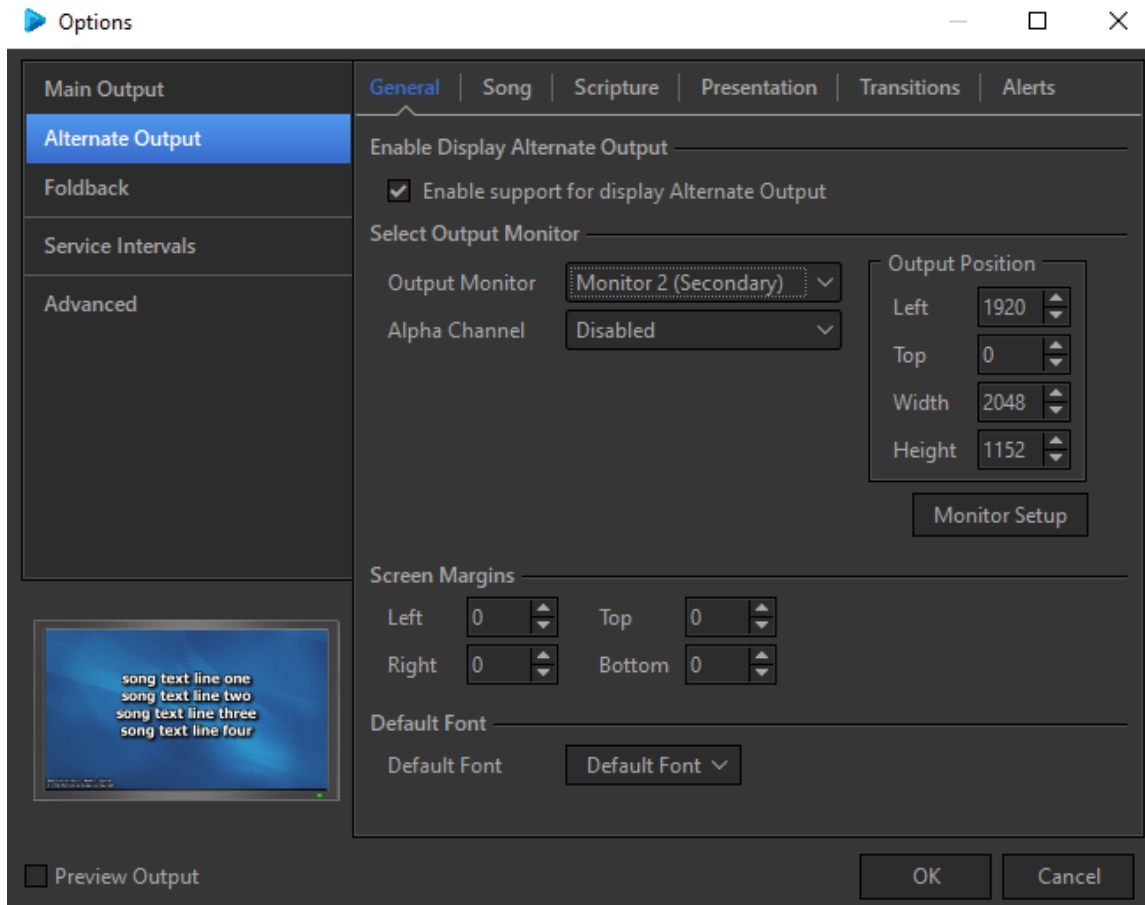 Options
Main Output
Alternate Output
Foldback
Service Intervals
Advanced
General Song Scripture Presentation Transitions Alerts
Enable Display Alternate Output
Enable support for display Alternate Output
Select Output Monitor
Output Monitor Monitor 2 (Secondary)
Alpha Channel Disabled
Output Position
Left 1920
Top 0
Width 2048
Height 1152
Monitor Setup
Screen Margins
Left 0 Top 0
Right 0 Bottom 0
Default Font
Default Font Default Font
song text line one
song text line two
song text line three
song text line four
Preview Output
OK Cancel